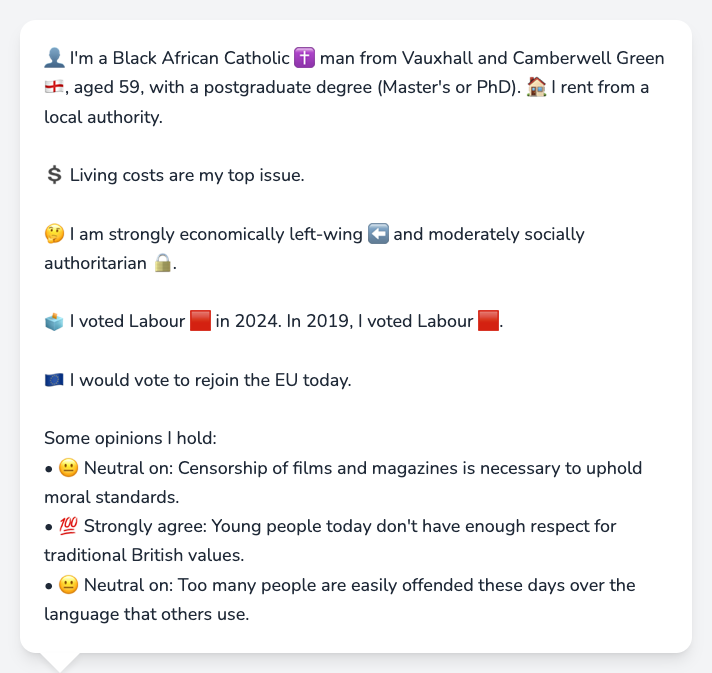 👤 I'm a Black African Catholic ✝️ man from Vauxhall and Camberwell Green
🏴󠁧󠁢󠁥󠁮󠁧󠁿, aged 59, with a postgraduate degree (Master's or PhD). 🏠 I rent from a
local authority.
💲 Living costs are my top issue.
🤔 I am strongly economically left-wing ⬅️ and moderately socially
authoritarian 🔒.
🗳️ I voted Labour 🟥 in 2024. In 2019, I voted Labour 🟥.
🇪🇺 I would vote to rejoin the EU today.
Some opinions I hold:
• 😐 Neutral on: Censorship of films and magazines is necessary to uphold
moral standards.
• 💯 Strongly agree: Young people today don't have enough respect for
traditional British values.
• 😐 Neutral on: Too many people are easily offended these days over the
language that others use.